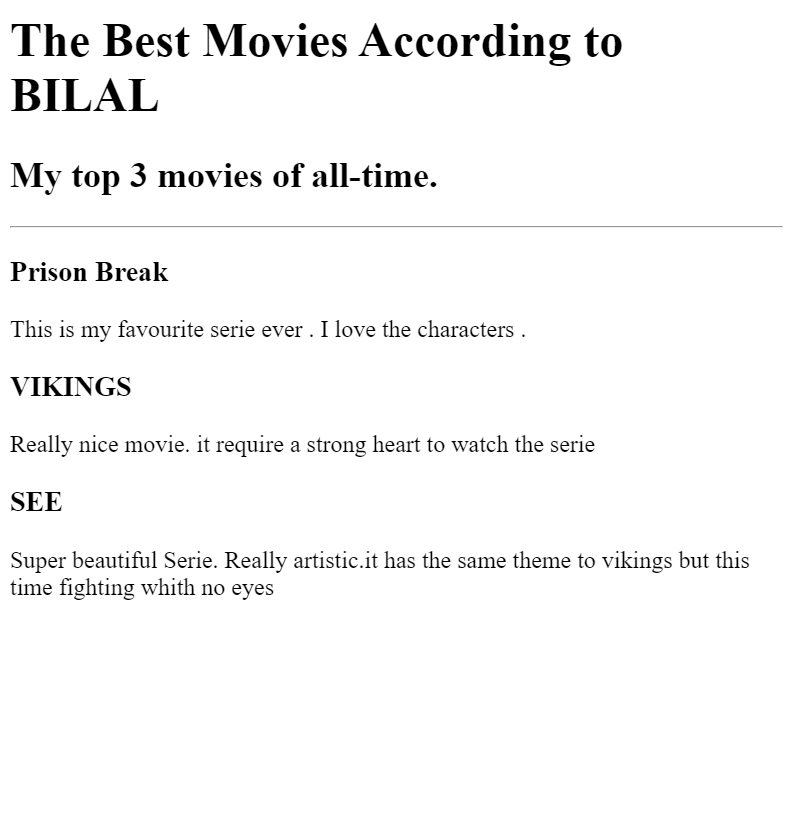 The Best Movies According to
BILAL
My top 3 movies of all-time.
Prison Break
This is my favourite serie ever . I love the characters .
VIKINGS
Really nice movie. it require a strong heart to watch the serie
SEE
Super beautiful Serie. Really artistic.it has the same theme to vikings but this
time fighting whith no eyes